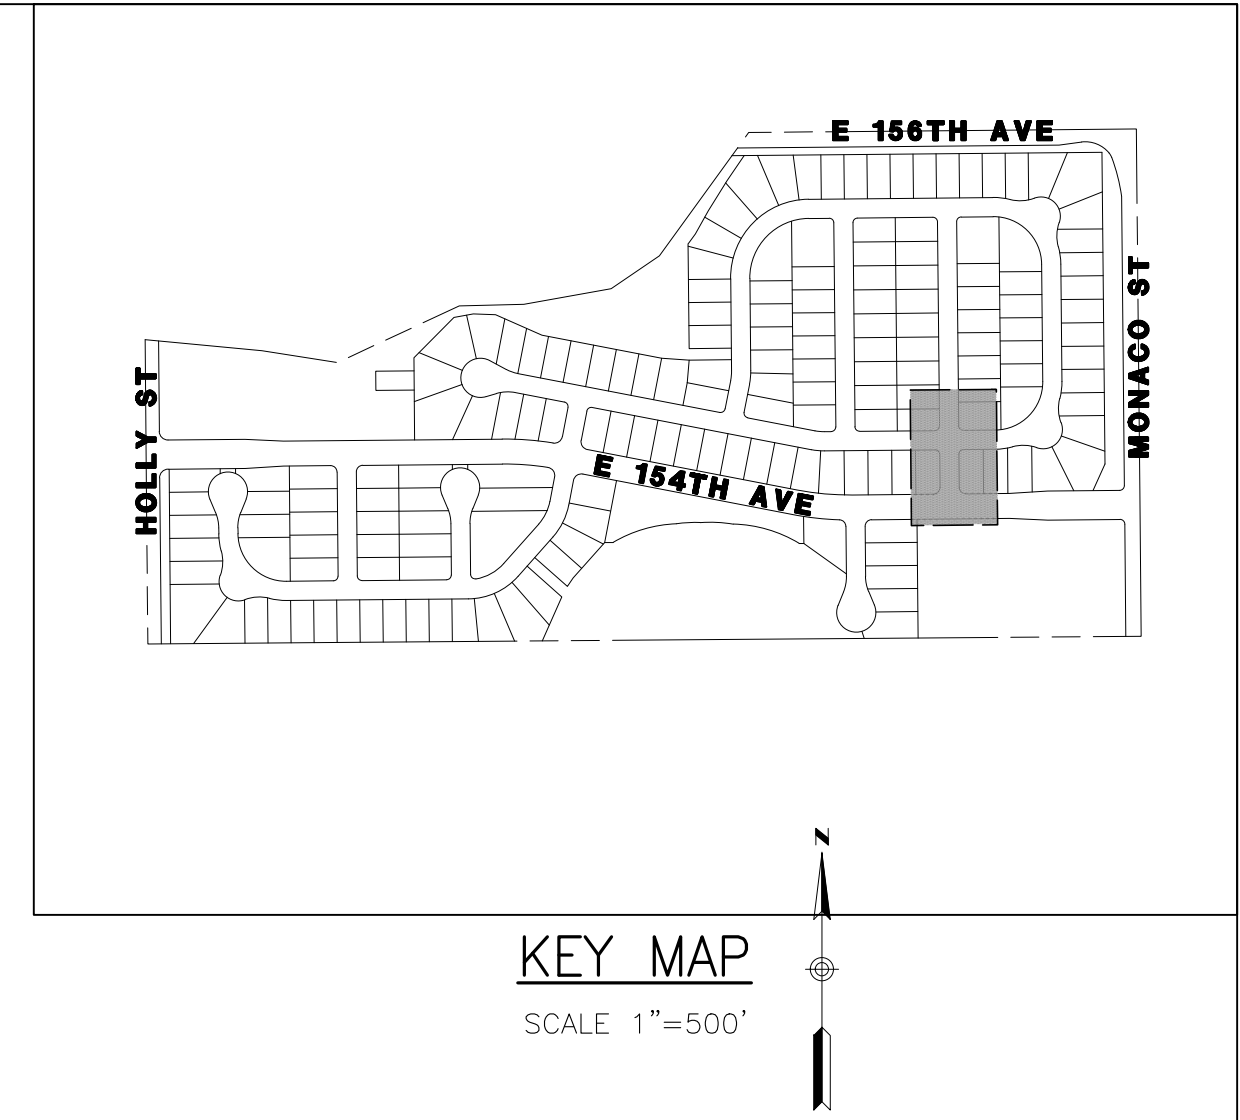 E 156TH AVE
MONACO ST
HOLLY ST
E 154TH AVE
N
KEY MAP
SCALE 1”=500’